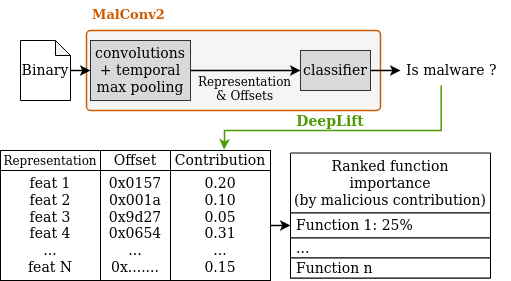 MalConv2
Binary
convolutions
+ temporal
max pooling
Representation
& Offsets
classifier
Is malware ?
DeepLift
Representation Offset Contribution
feat 1 0x0157 0.20
feat 2 0x001a 0.10
feat 3 0x9d27 0.05
feat 4 0x0654 0.31
... ... ...
feat N 0x....... 0.15
Ranked function
importance
(by malicious contribution)
Function 1: 25%
...
Function n